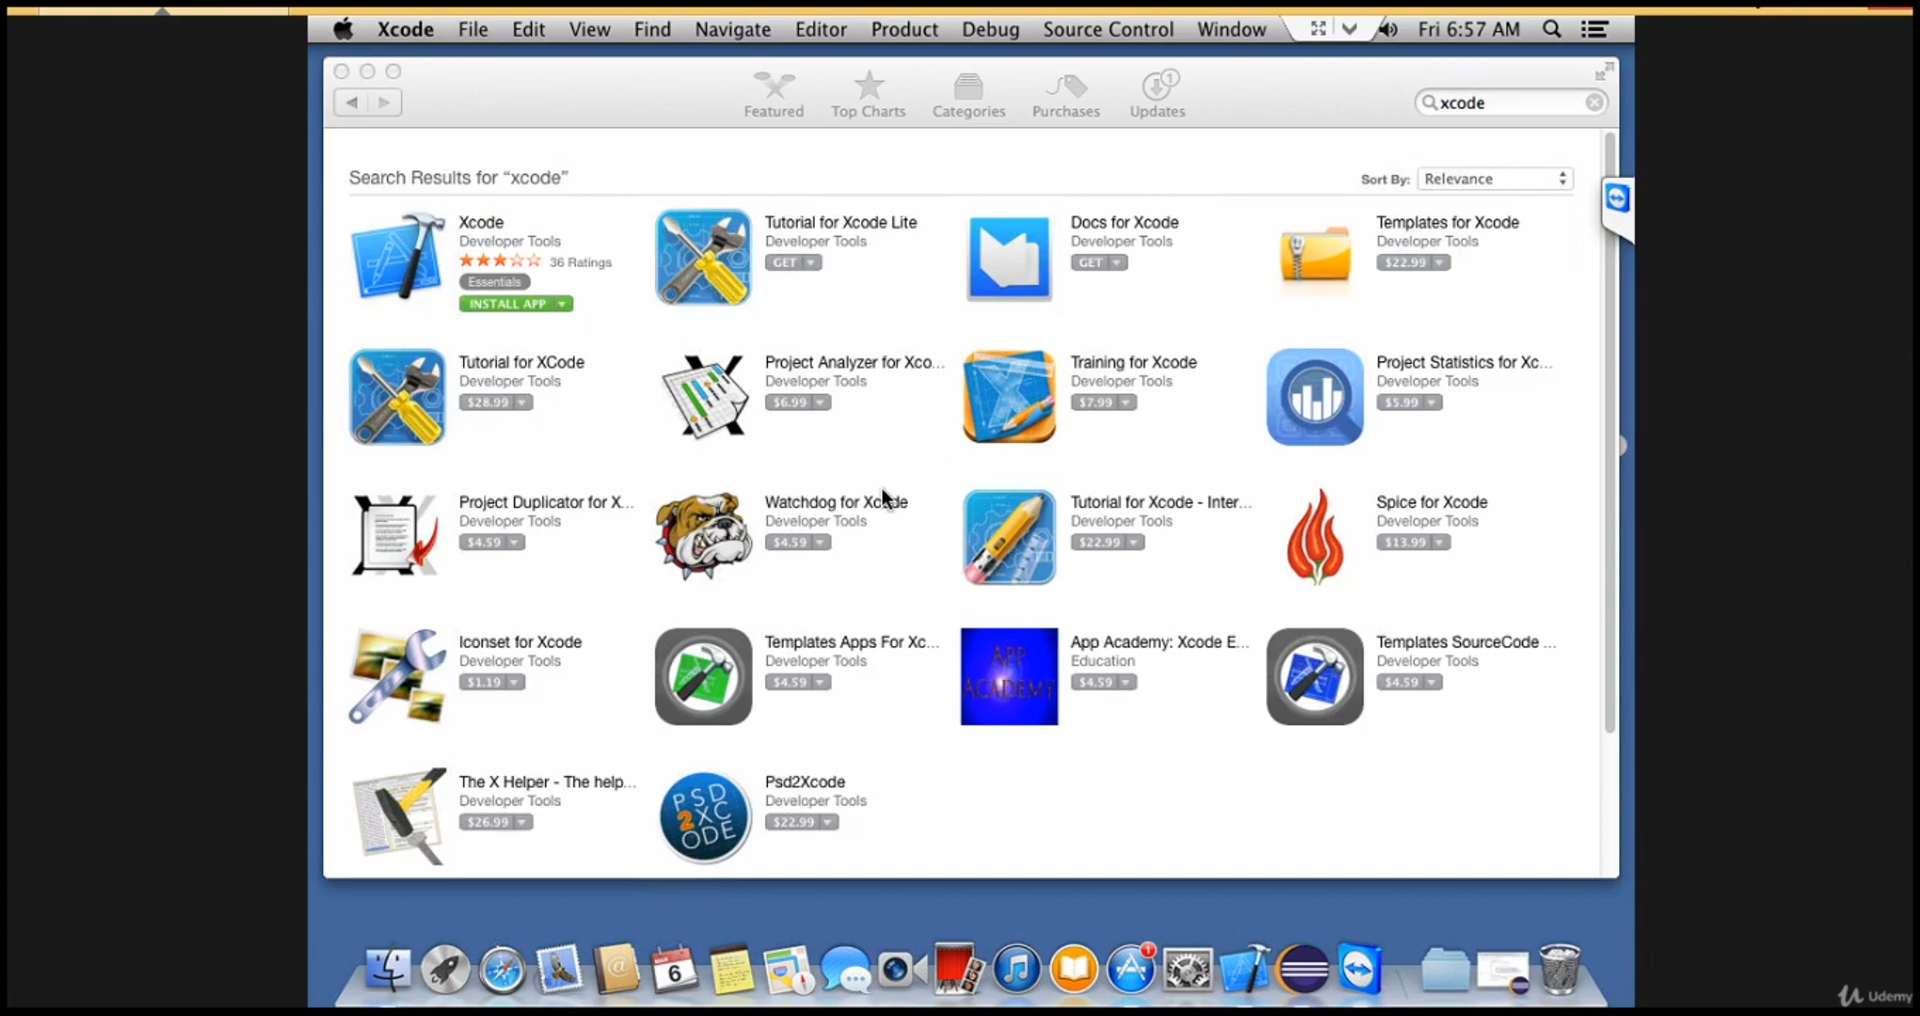 Xcode File Edit View Find Navigate Editor Product Debug Source Control Window Fri 6:57 AM
Featured Top Charts Categories Purchases Updates
1
xcode
Search Results for “xcode”
Sort By: Relevance
Xcode
Developer Tools
36 Ratings
Essentials
INSTALL APP
Tutorial for Xcode Lite
Developer Tools
GET
Docs for Xcode
Developer Tools
GET
Templates for Xcode
Developer Tools
$22.99
Tutorial for XCode
Developer Tools
$28.99
Project Analyzer for Xco...
Developer Tools
$6.99
Training for Xcode
Developer Tools
$7.99
Project Statistics for Xc...
Developer Tools
$5.99
Project Duplicator for X...
Developer Tools
$4.59
Watchdog for Xcode
Developer Tools
$4.59
Tutorial for Xcode - Inter...
Developer Tools
$22.99
Spice for Xcode
Developer Tools
$13.99
Iconset for Xcode
Developer Tools
$1.19
Templates Apps For Xc...
Developer Tools
$4.59
APP
ACADEMY
App Academy: Xcode E...
Education
$4.59
Templates SourceCode ...
Developer Tools
$4.59
The X Helper - The help...
Developer Tools
$26.99
PSD
2XC
ODE
Psd2Xcode
Developer Tools
$22.99
6
1
Udemy